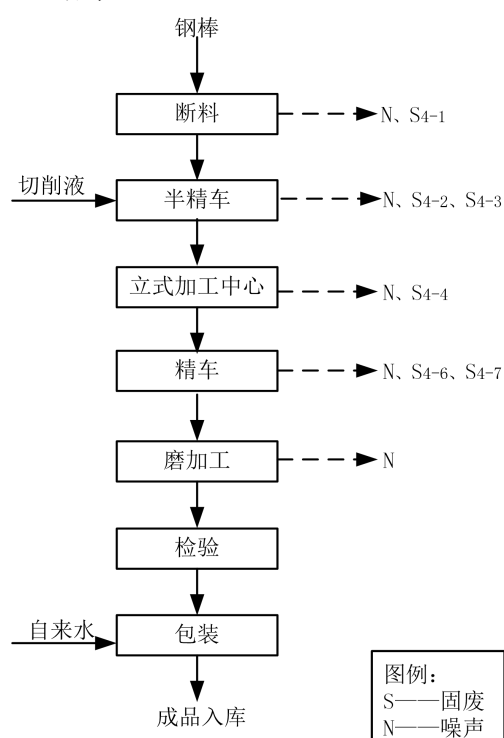 钢棒
断料
N、S4-1
切削液
半精车
N、S4-2、S4-3
立式加工中心
N、S4-4
精车
N、S4-6、S4-7
磨加工
N
检验
自来水
包装
成品入库
图例:
S——固废
N——噪声